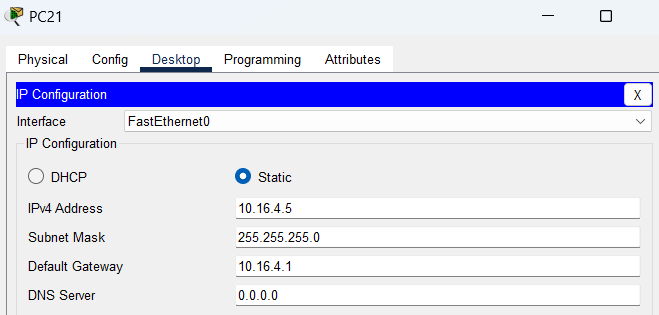 PC21
Physical Config Desktop Programming Attributes
IP Configuration X
Interface FastEthernet0
IP Configuration
DHCP Static
IPv4 Address 10.16.4.5
Subnet Mask 255.255.255.0
Default Gateway 10.16.4.1
DNS Server 0.0.0.0